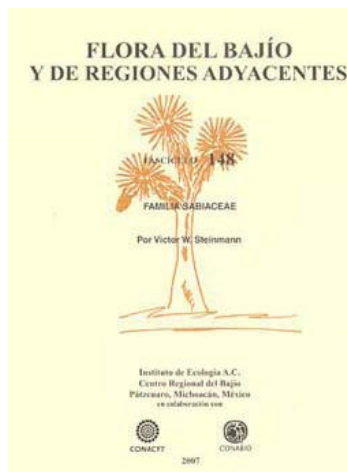 FLORA DEL BAJÍO
Y DE REGIONES ADYACENTES
FASCÍCULO 148
FAMILIA SABIACEAE
Por Victor W. Steinmann
Instituto de Ecología A.C.
Centro Regional del Bajío
Pátzcuaro, Michoacán, México
en colaboración con
CONACYT CONABIO
2007